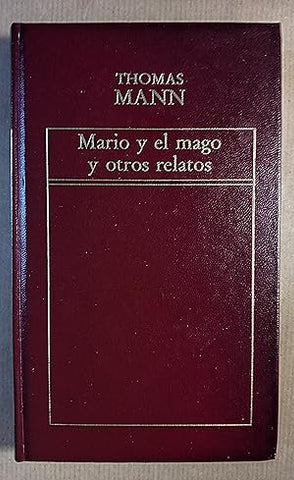 THOMAS
MANN
Mario y el mago
y otros relatos